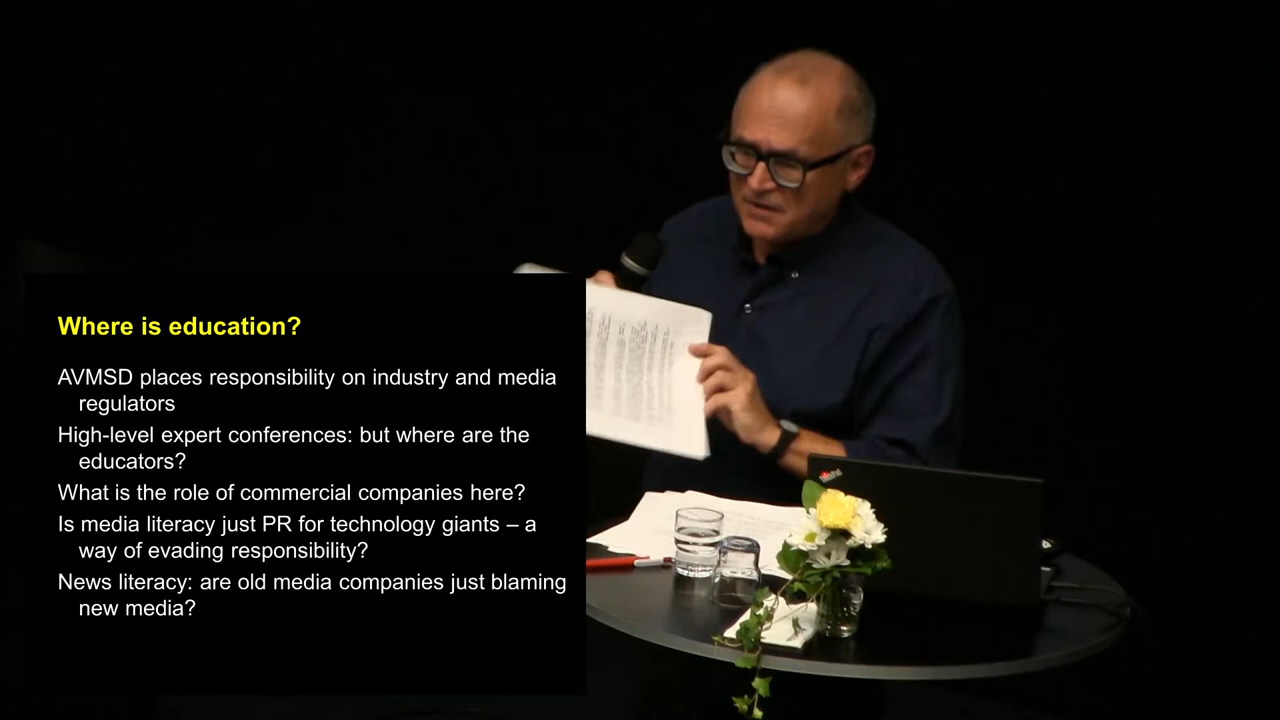 Where is education?
AVMSD places responsibility on industry and media
regulators
High-level expert conferences: but where are the
educators?
What is the role of commercial companies here?
Is media literacy just PR for technology giants – a
way of evading responsibility?
News literacy: are old media companies just blaming
new media?